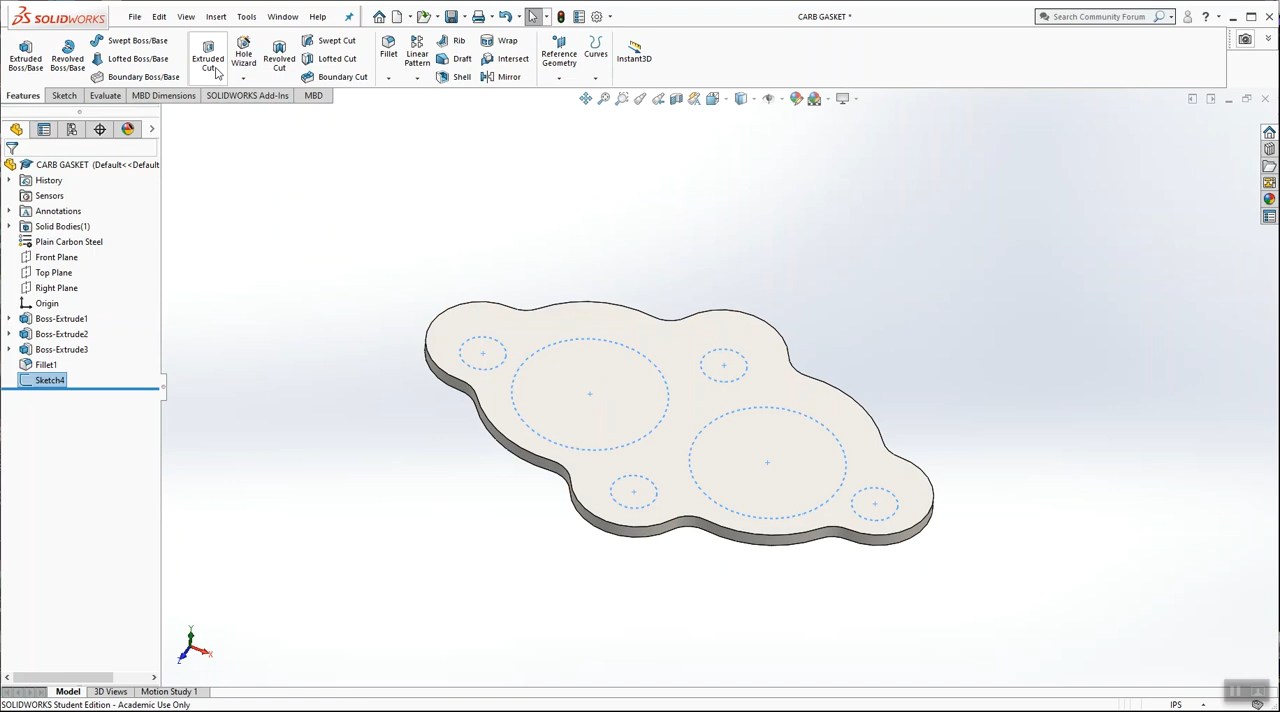 SOLIDWORKS File Edit View Insert Tools Window Help CARB GASKET * Search Community Forum ?
Extruded Boss/Base Revolved Boss/Base Swept Boss/Base Lofted Boss/Base Boundary Boss/Base Extruded Cut Hole Wizard Revolved Cut Swept Cut Lofted Cut Boundary Cut Fillet Linear Pattern Rib Draft Shell Wrap Intersect Mirror Reference Geometry Curves Instant3D
Features Sketch Evaluate MBD Dimensions SOLIDWORKS Add-Ins MBD
CARB GASKET (Default<<Default
History
Sensors
Annotations
Solid Bodies(1)
Plain Carbon Steel
Front Plane
Top Plane
Right Plane
Origin
Boss-Extrude1
Boss-Extrude2
Boss-Extrude3
Fillet1
Sketch4
Y
X
Z
Model 3D Views Motion Study 1
SOLIDWORKS Student Edition - Academic Use Only IPS